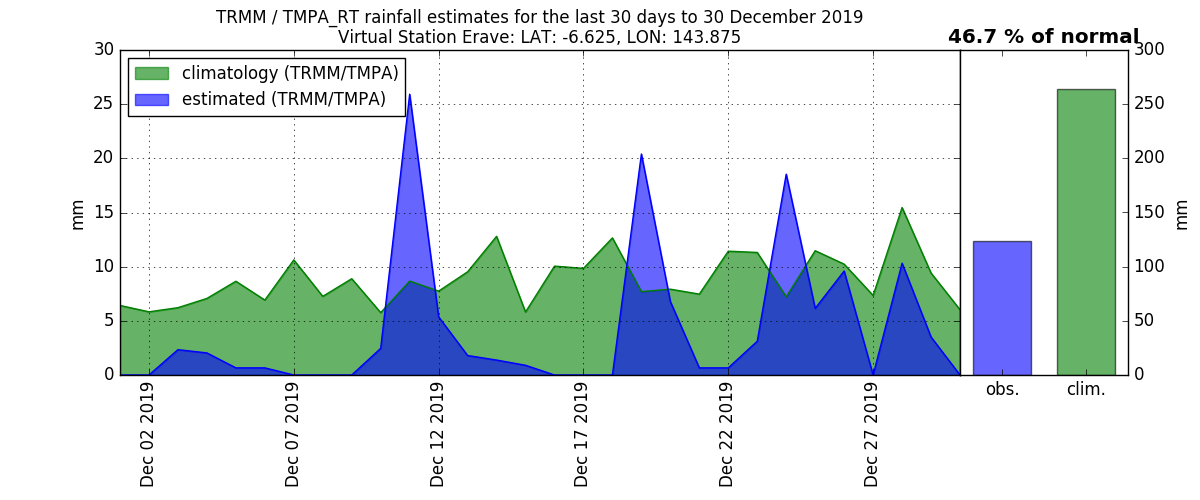 TRMM / TMPA_RT rainfall estimates for the last 30 days to 30 December 2019
Virtual Station Erave: LAT: -6.625, LON: 143.875
46.7 % of normal
climatology (TRMM/TMPA)
estimated (TRMM/TMPA)
30
25
20
15
10
5
0
mm
Dec 02 2019
Dec 07 2019
Dec 12 2019
Dec 17 2019
Dec 22 2019
Dec 27 2019
300
250
200
150
100
50
0
mm
obs.
clim.